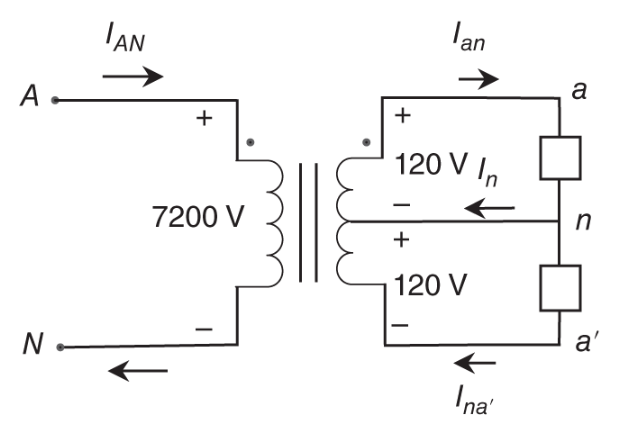 I_AN
I_an
A
a
+
+
120 V
I_n
7200 V
−
n
+
120 V
−
−
N
a′
I_na′